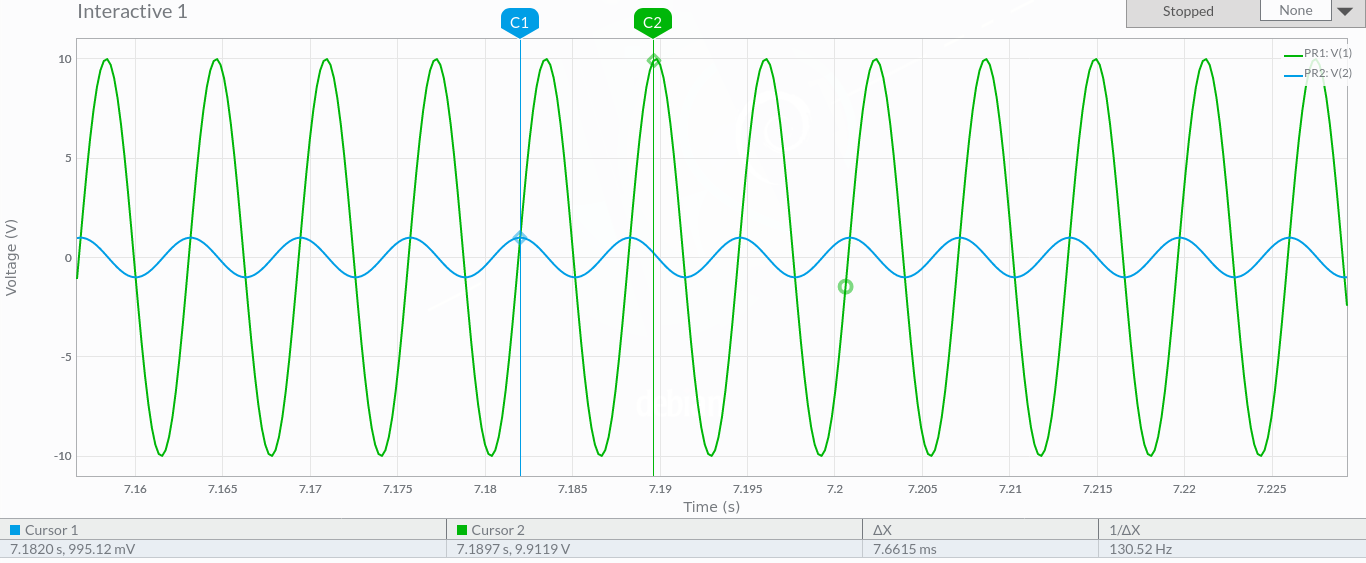 Interactive 1
Stopped
None
C1
C2
PR1: V(1)
PR2: V(2)
10
5
0
-5
-10
Voltage (V)
7.16
7.165
7.17
7.175
7.18
7.185
7.19
7.195
7.2
7.205
7.21
7.215
7.22
7.225
Time (s)
Cursor 1
Cursor 2
ΔX
1/ΔX
7.1820 s, 995.12 mV
7.1897 s, 9.9119 V
7.6615 ms
130.52 Hz